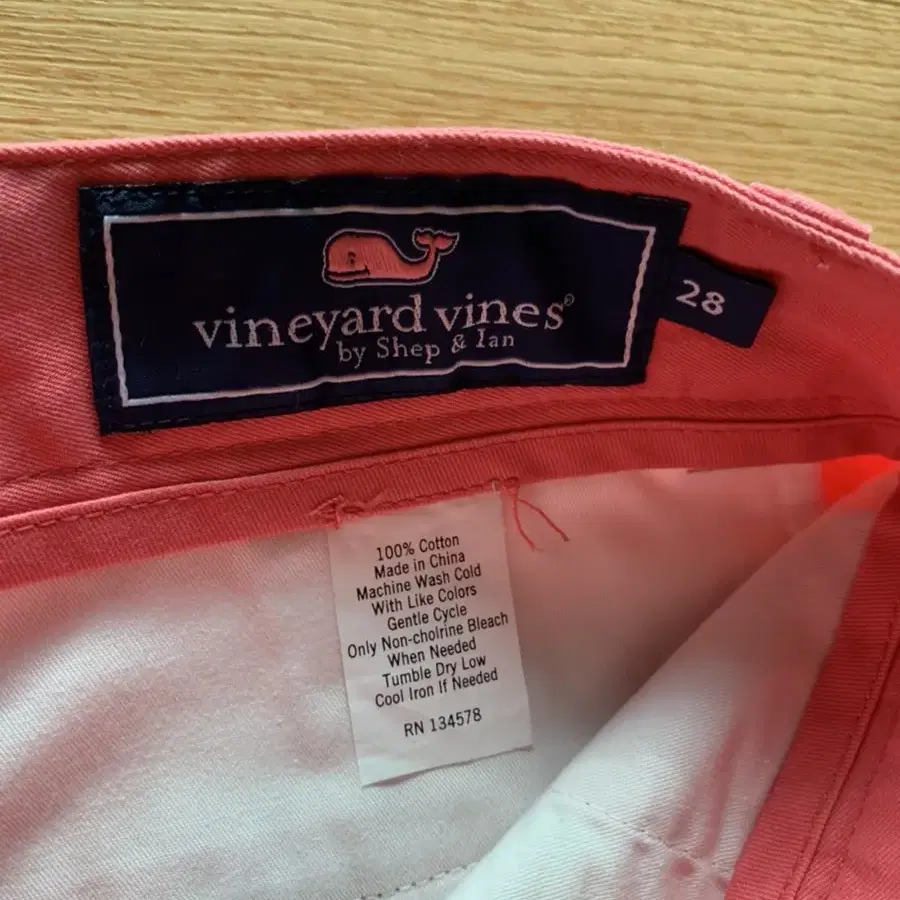 vineyard vines®
by Shep & Ian
28
100% Cotton
Made in China
Machine Wash Cold
With Like Colors
Gentle Cycle
Only Non-cholrine Bleach
When Needed
Tumble Dry Low
Cool Iron If Needed
RN 134578